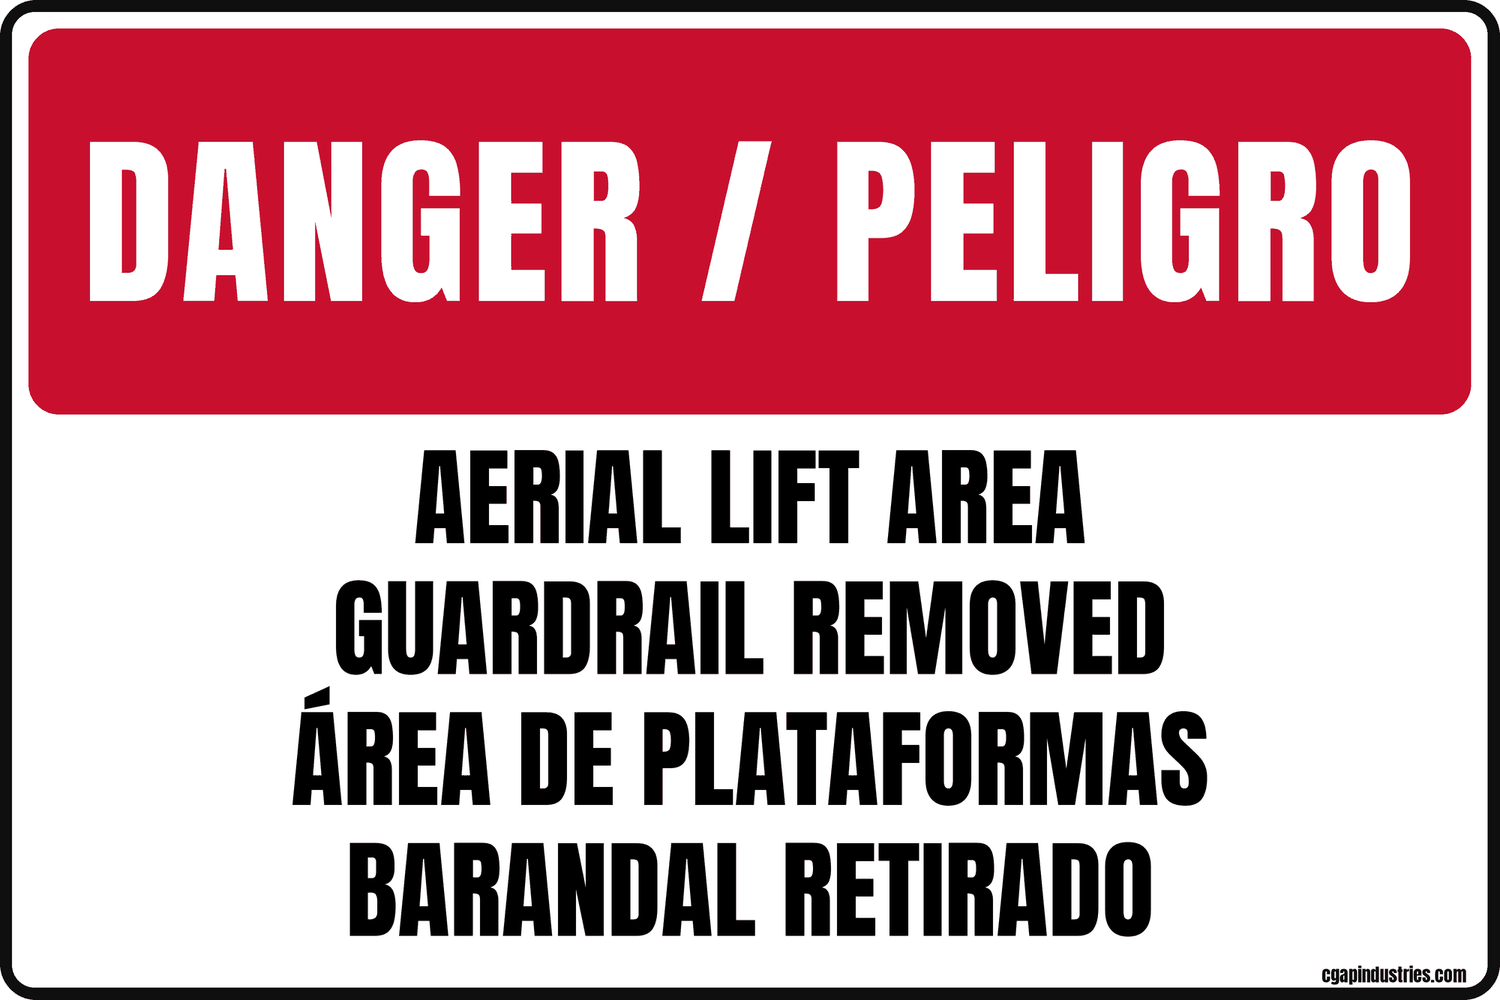 DANGER / PELIGRO
AERIAL LIFT AREA
GUARDRAIL REMOVED
ÁREA DE PLATAFORMAS
BARANDAL RETIRADO
cgapindustries.com